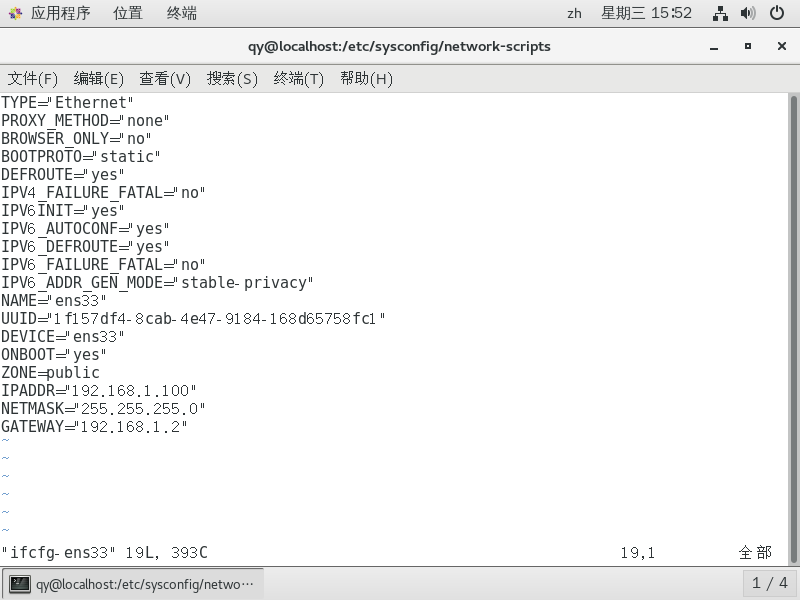 应用程序 位置 终端 zh 星期三 15:52
qy@localhost:/etc/sysconfig/network-scripts
文件(F) 编辑(E) 查看(V) 搜索(S) 终端(T) 帮助(H)
TYPE="Ethernet"
PROXY_METHOD="none"
BROWSER_ONLY="no"
BOOTPROTO="static"
DEFROUTE="yes"
IPV4_FAILURE_FATAL="no"
IPV6INIT="yes"
IPV6_AUTOCONF="yes"
IPV6_DEFROUTE="yes"
IPV6_FAILURE_FATAL="no"
IPV6_ADDR_GEN_MODE="stable-privacy"
NAME="ens33"
UUID="1f157df4-8cab-4e47-9184-168d65758fc1"
DEVICE="ens33"
ONBOOT="yes"
ZONE=public
IPADDR="192.168.1.100"
NETMASK="255.255.255.0"
GATEWAY="192.168.1.2"
~
~
~
~
~
~
"ifcfg-ens33" 19L, 393C 19,1 全部
qy@localhost:/etc/sysconfig/netwo··· 1 / 4